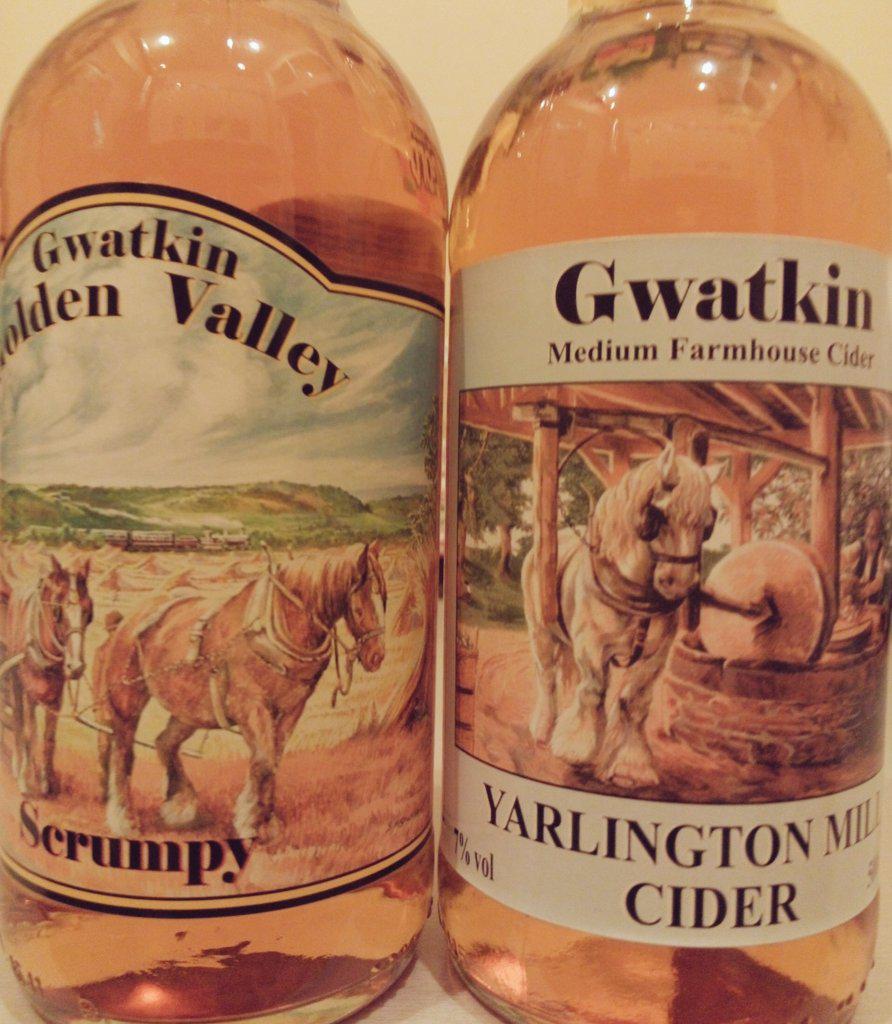 Gwatkin
olden Valley
Scrumpy
Gwatkin
Medium Farmhouse Cider
7% vol
YARLINGTON MIL
CIDER